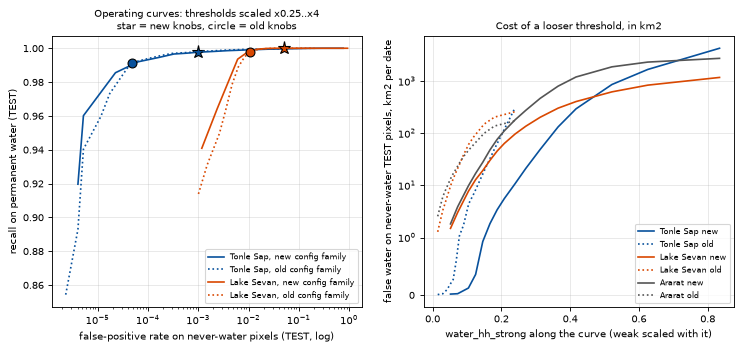 Operating curves: thresholds scaled x0.25..x4
star = new knobs, circle = old knobs
recall on permanent water (TEST)
1.00
0.98
0.96
0.94
0.92
0.90
0.88
0.86
Tonle Sap, new config family
Tonle Sap, old config family
Lake Sevan, new config family
Lake Sevan, old config family
10⁻⁵
10⁻⁴
10⁻³
10⁻²
10⁻¹
10⁰
false-positive rate on never-water pixels (TEST, log)
Cost of a looser threshold, in km2
false water on never-water TEST pixels, km2 per date
10³
10²
10¹
10⁰
0
Tonle Sap new
Tonle Sap old
Lake Sevan new
Lake Sevan old
Ararat new
Ararat old
0.0
0.2
0.4
0.6
0.8
water_hh_strong along the curve (weak scaled with it)